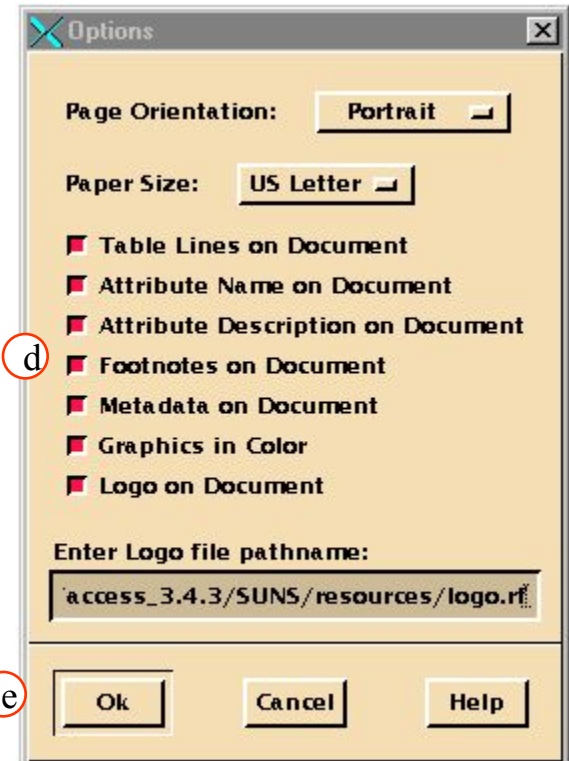 Options
Page Orientation: Portrait
Paper Size: US Letter
Table Lines on Document
Attribute Name on Document
Attribute Description on Document
d Footnotes on Document
Metadata on Document
Graphics in Color
Logo on Document
Enter Logo file pathname:
access_3.4.3/SUNS/resources/logo.rf
e Ok Cancel Help